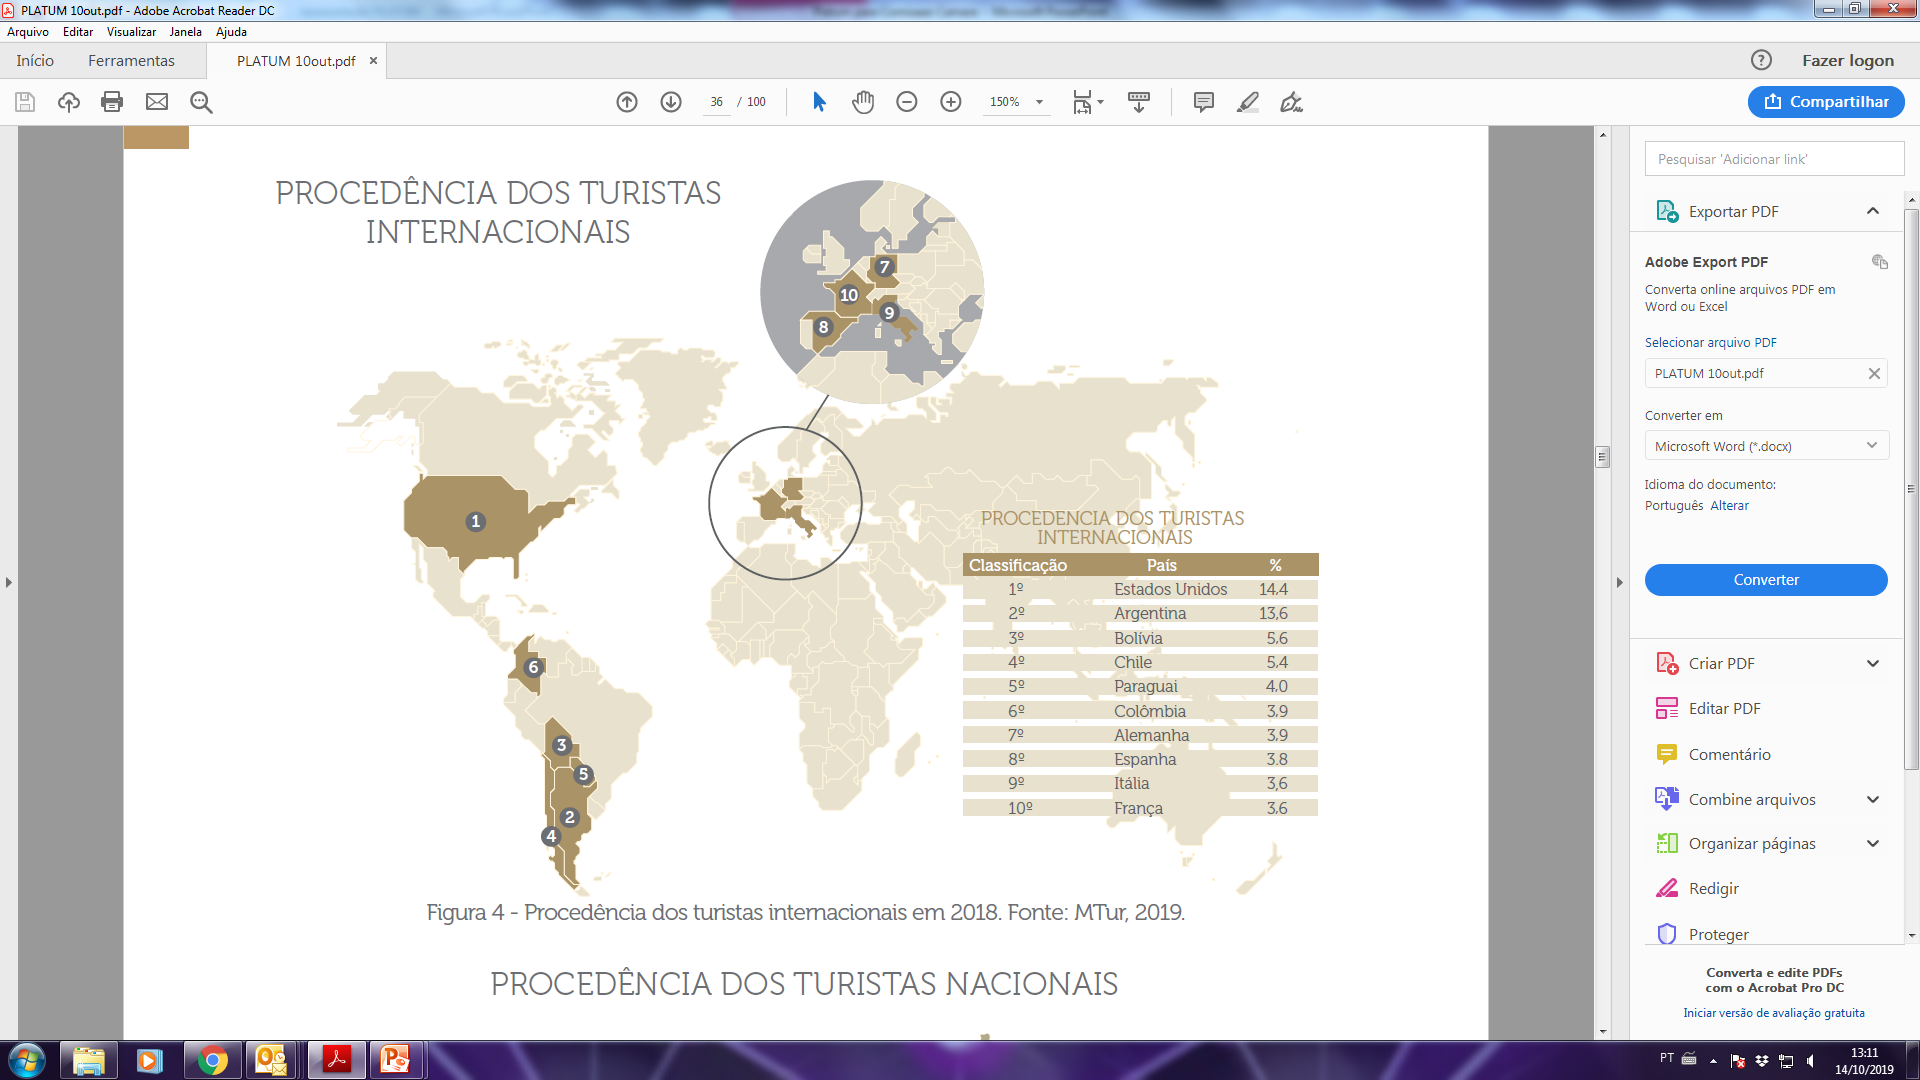 PLATUM 10out.pdf - Adobe Acrobat Reader DC
Arquivo Editar Visualizar Janela Ajuda
Início Ferramentas PLATUM 10out.pdf × ? Fazer logon
36 / 100 150% Compartilhar
PROCEDÊNCIA DOS TURISTAS
INTERNACIONAIS
7
10
9
8
1
6
3
5
2
4
PROCEDENCIA DOS TURISTAS
INTERNACIONAIS
Classificação País %
1º Estados Unidos 14,4
2º Argentina 13,6
3º Bolívia 5,6
4º Chile 5,4
5º Paraguai 4,0
6º Colômbia 3,9
7º Alemanha 3,9
8º Espanha 3.8
9º Itália 3,6
10º França 3,6
Figura 4 - Procedência dos turistas internacionais em 2018. Fonte: MTur, 2019.
PROCEDÊNCIA DOS TURISTAS NACIONAIS
Pesquisar 'Adicionar link'
Exportar PDF
Adobe Export PDF
Converta online arquivos PDF em
Word ou Excel
Selecionar arquivo PDF
PLATUM 10out.pdf
Converter em
Microsoft Word (*.docx)
Idioma do documento:
Português Alterar
Converter
Criar PDF
Editar PDF
Comentário
Combine arquivos
Organizar páginas
Redigir
Proteger
Converta e edite PDFs
com o Acrobat Pro DC
Iniciar versão de avaliação gratuita
PT
13:11
14/10/2019